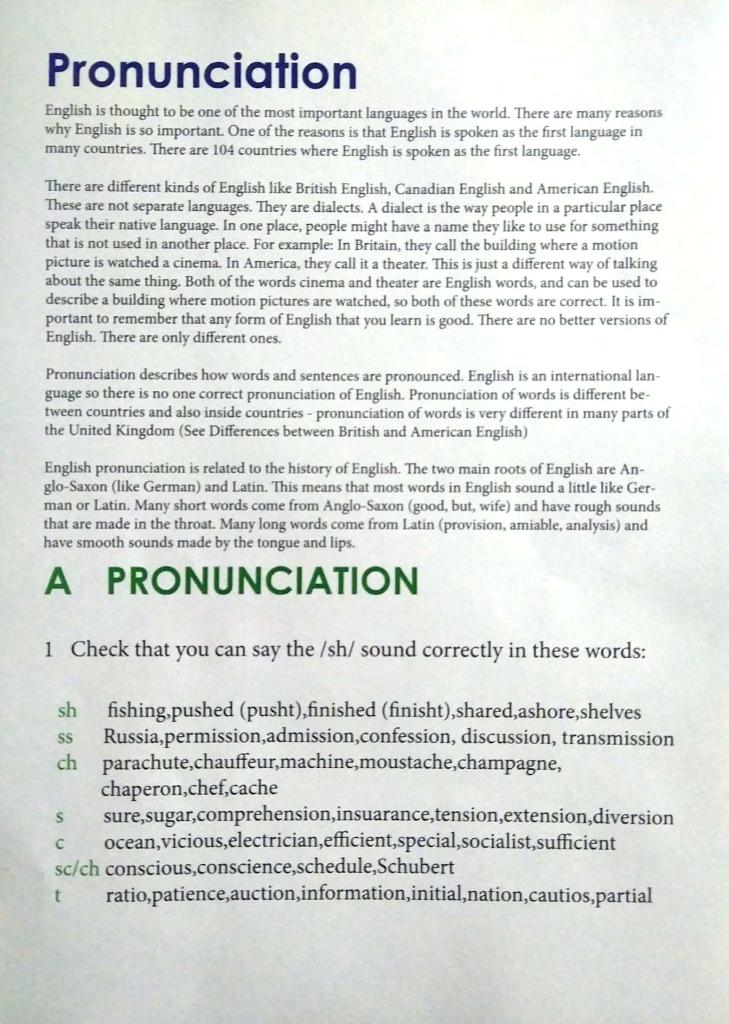 Pronunciation
English is thought to be one of the most important languages in the world. There are many reasons
why English is so important. One of the reasons is that English is spoken as the first language in
many countries. There are 104 countries where English is spoken as the first language.
There are different kinds of English like British English, Canadian English and American English.
These are not separate languages. They are dialects. A dialect is the way people in a particular place
speak their native language. In one place, people might have a name they like to use for something
that is not used in another place. For example: In Britain, they call the building where a motion
picture is watched a cinema. In America, they call it a theater. This is just a different way of talking
about the same thing. Both of the words cinema and theater are English words, and can be used to
describe a building where motion pictures are watched, so both of these words are correct. It is im-
portant to remember that any form of English that you learn is good. There are no better versions of
English. There are only different ones.
Pronunciation describes how words and sentences are pronounced. English is an international lan-
guage so there is no one correct pronunciation of English. Pronunciation of words is different be-
tween countries and also inside countries - pronunciation of words is very different in many parts of
the United Kingdom (See Differences between British and American English)
English pronunciation is related to the history of English. The two main roots of English are An-
glo-Saxon (like German) and Latin. This means that most words in English sound a little like Ger-
man or Latin. Many short words come from Anglo-Saxon (good, but, wife) and have rough sounds
that are made in the throat. Many long words come from Latin (provision, amiable, analysis) and
have smooth sounds made by the tongue and lips.
A PRONUNCIATION
1 Check that you can say the /sh/ sound correctly in these words:
sh fishing,pushed (pusht),finished (finisht),shared,ashore,shelves
ss Russia,permission,admission,confession, discussion, transmission
ch parachute,chauffeur,machine,moustache,champagne,
chaperon,chef,cache
s sure,sugar,comprehension,insuarance,tension,extension,diversion
c ocean,vicious,electrician,efficient,special,socialist,sufficient
sc/ch conscious,conscience,schedule,Schubert
t ratio,patience,auction,information,initial,nation,cautios,partial